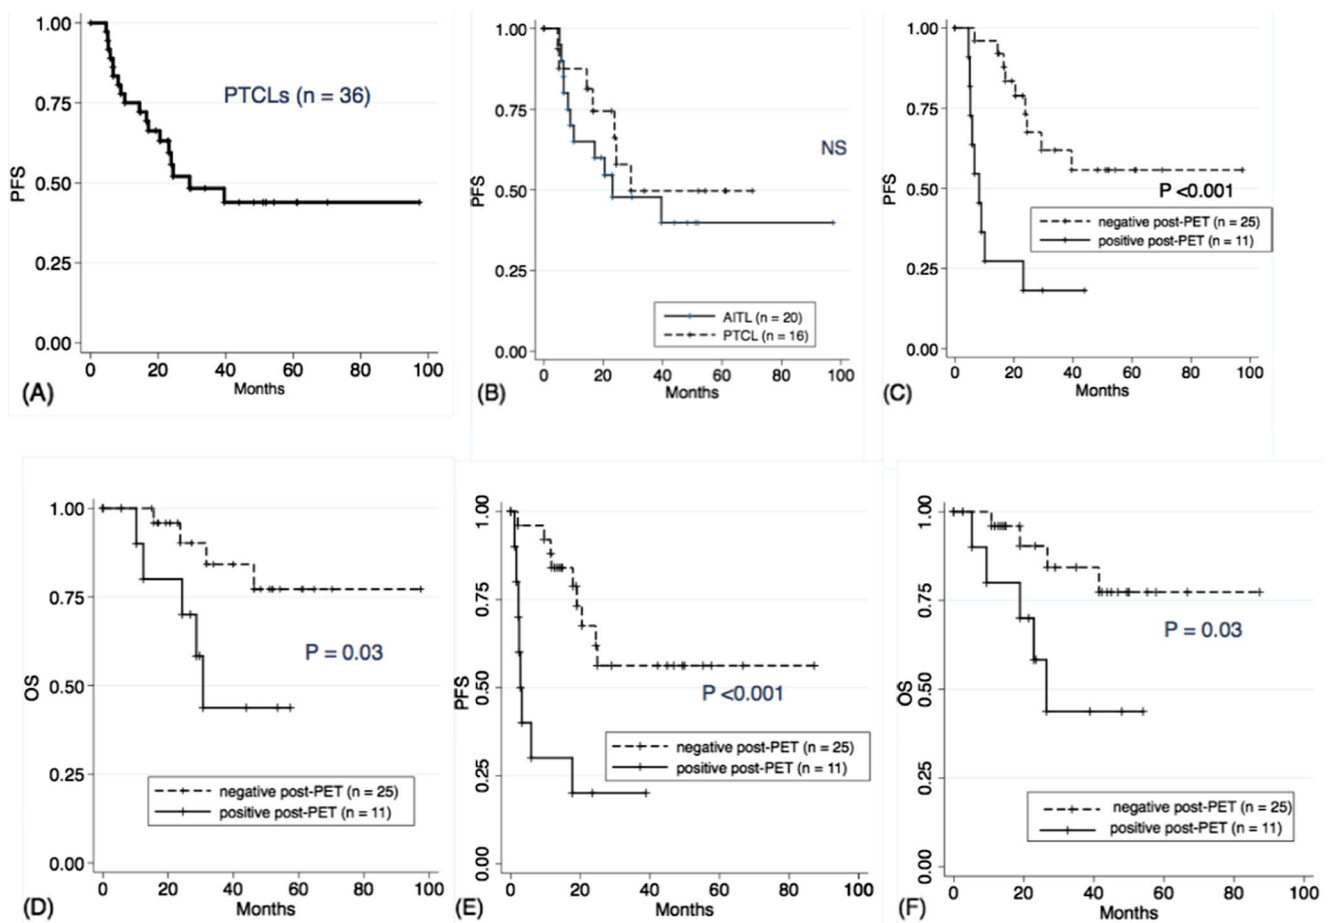 1.00
0.75
0.50
0.25
0.00
PFS
PTCLs (n = 36)
0 20 40 60 80 100
Months
(A)
1.00
0.75
0.50
0.25
0.00
PFS
NS
AITL (n = 20)
PTCL (n = 16)
0 20 40 60 80 100
Months
(B)
1.00
0.75
0.50
0.25
0.00
PFS
P <0.001
negative post-PET (n = 25)
positive post-PET (n = 11)
0 20 40 60 80 100
Months
(C)
1.00
0.75
0.50
0.25
0.00
OS
P = 0.03
negative post-PET (n = 25)
positive post-PET (n = 11)
0 20 40 60 80 100
Months
(D)
1.00
0.75
0.50
0.25
0.00
PFS
P <0.001
negative post-PET (n = 25)
positive post-PET (n = 11)
0 20 40 60 80 100
Months
(E)
1.00
0.75
0.50
0.25
0.00
OS
P = 0.03
negative post-PET (n = 25)
positive post-PET (n = 11)
0 20 40 60 80 100
Months
(F)